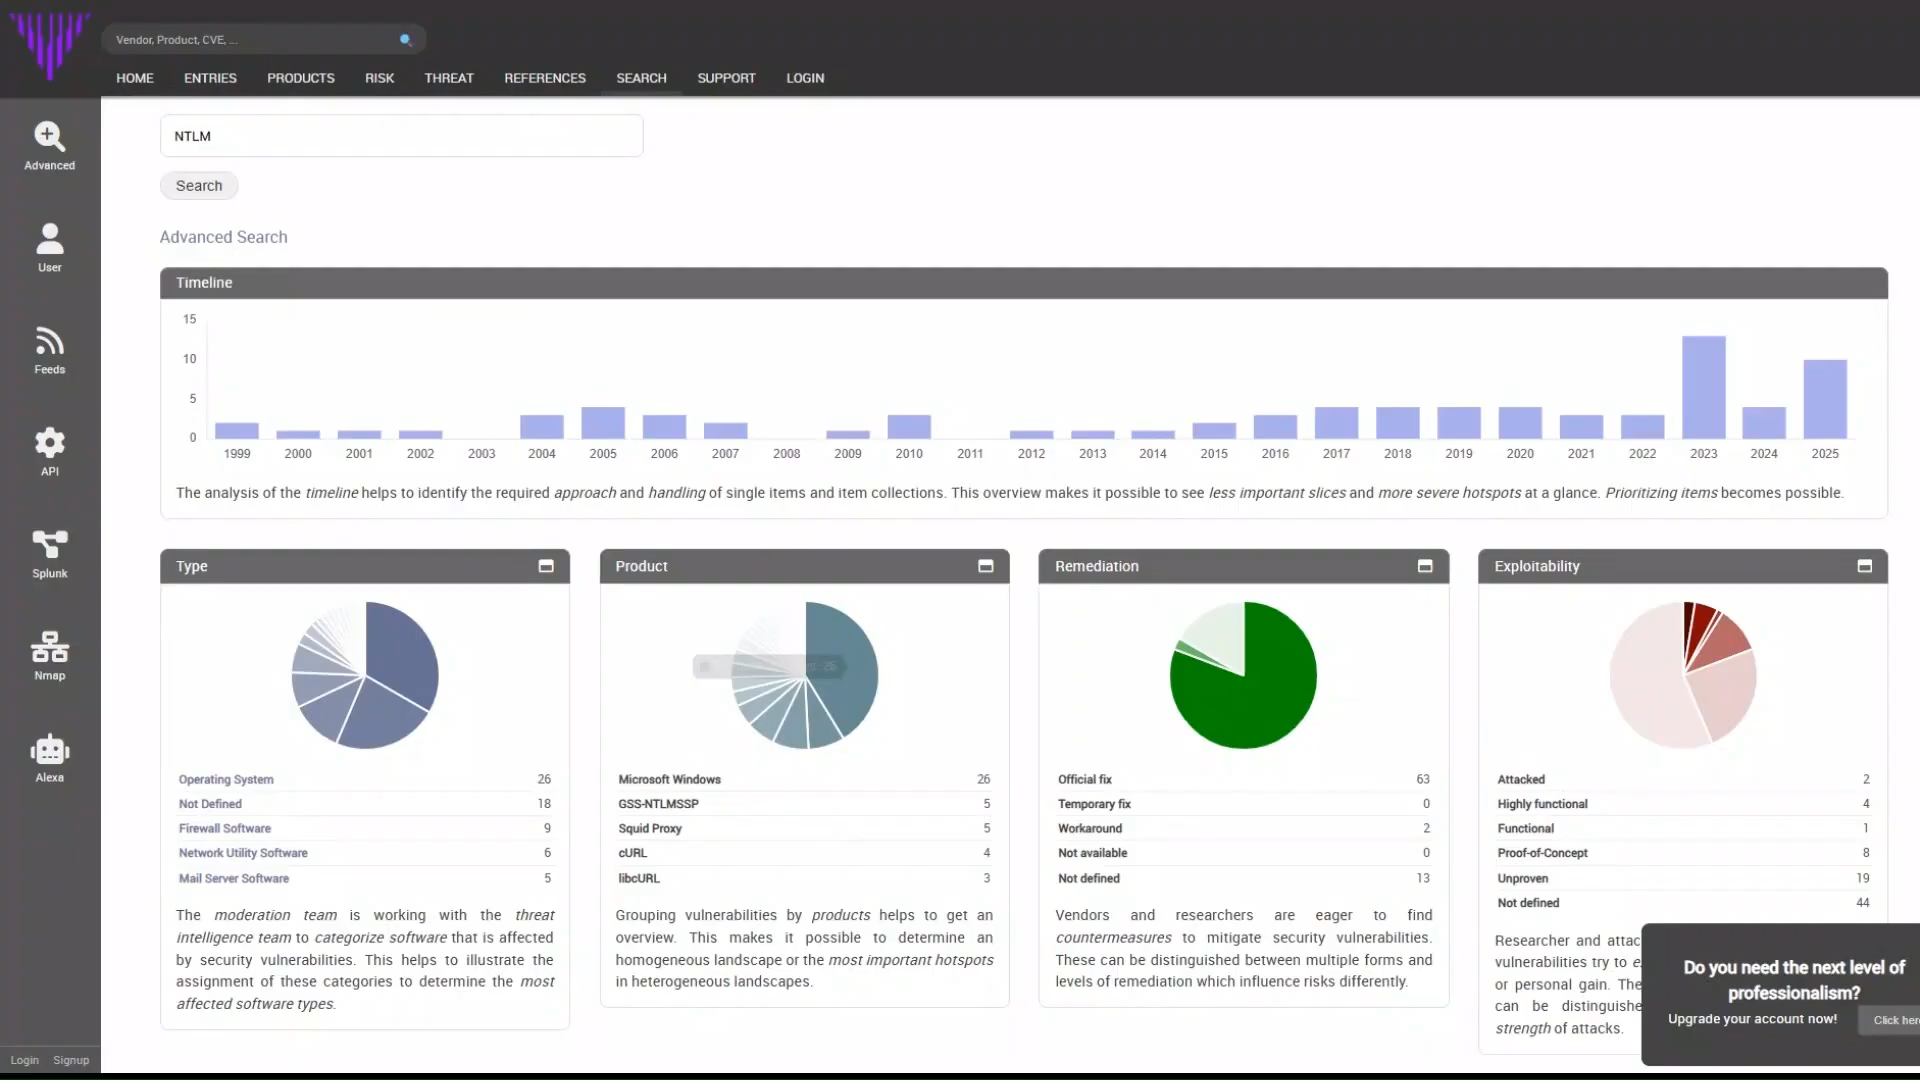 Vendor, Product, CVE, ...
HOME ENTRIES PRODUCTS RISK THREAT REFERENCES SEARCH SUPPORT LOGIN
Advanced
User
Feeds
API
Splunk
Nmap
Alexa
Login Signup
NTLM
Search
Advanced Search
Timeline
15
10
5
0
1999 2000 2001 2002 2003 2004 2005 2006 2007 2008 2009 2010 2011 2012 2013 2014 2015 2016 2017 2018 2019 2020 2021 2022 2023 2024 2025
The analysis of the timeline helps to identify the required approach and handling of single items and item collections. This overview makes it possible to see less important slices and more severe hotspots at a glance. Prioritizing items becomes possible.
Type
Operating System 26
Not Defined 18
Firewall Software 9
Network Utility Software 6
Mail Server Software 5
The moderation team is working with the threat
intelligence team to categorize software that is affected
by security vulnerabilities. This helps to illustrate the
assignment of these categories to determine the most
affected software types.
Product
Microsoft Windows 26
GSS-NTLMSSP 5
Squid Proxy 5
cURL 4
libcURL 3
Grouping vulnerabilities by products helps to get an
overview. This makes it possible to determine an
homogeneous landscape or the most important hotspots
in heterogeneous landscapes.
Remediation
Official fix 63
Temporary fix 0
Workaround 2
Not available 0
Not defined 13
Vendors and researchers are eager to find
countermeasures to mitigate security vulnerabilities.
These can be distinguished between multiple forms and
levels of remediation which influence risks differently.
Exploitability
Attacked 2
Highly functional 4
Functional 1
Proof-of-Concept 8
Unproven 19
Not defined 44
Researcher and attac
vulnerabilities try to e
or personal gain. The
can be distinguishe
strength of attacks.
Do you need the next level of
professionalism?
Upgrade your account now! Click her